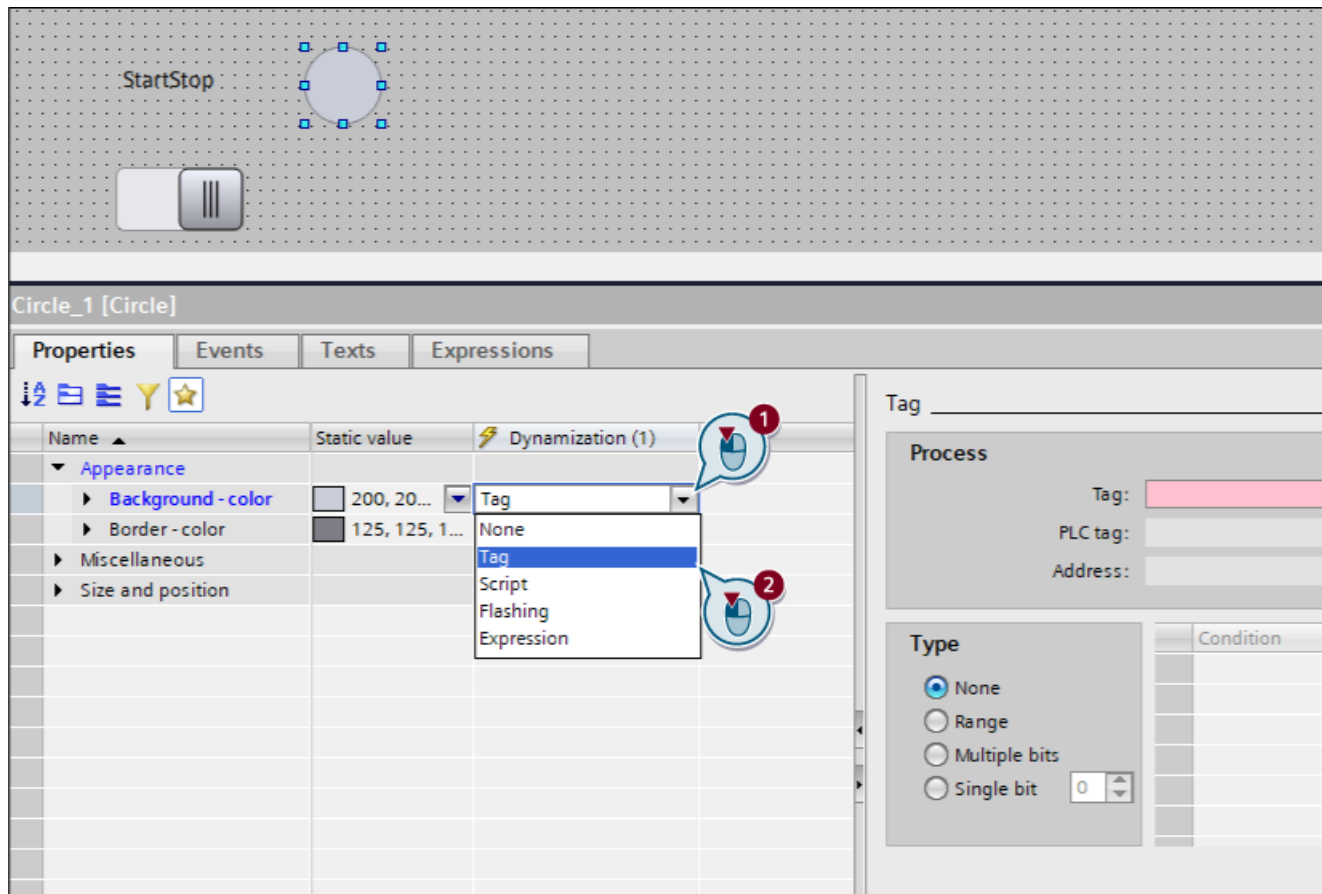 StartStop
Circle_1 [Circle]
Properties Events Texts Expressions
Name Static value Dynamization (1)
1
Appearance
Background - color 200, 20... Tag
Border - color 125, 125, 1... None
Miscellaneous Tag
Size and position Script
2
Flashing
Expression
Tag
Process
Tag:
PLC tag:
Address:
Type Condition
None
Range
Multiple bits
Single bit 0